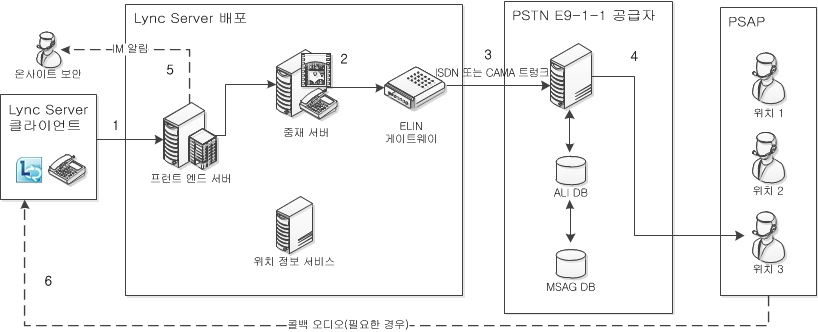 Lync Server 배포
PSTN E9-1-1 공급자
PSAP
IM 알림
온사이트 보안
5
2
3
4
ISDN 또는 CAMA 트렁크
Lync Server
클라이언트
1
프런트 엔드 서버
중재 서버
ELIN
게이트웨이
위치 정보 서비스
ALI DB
MSAG DB
위치 1
위치 2
위치 3
6
콜백 오디오(필요한 경우)